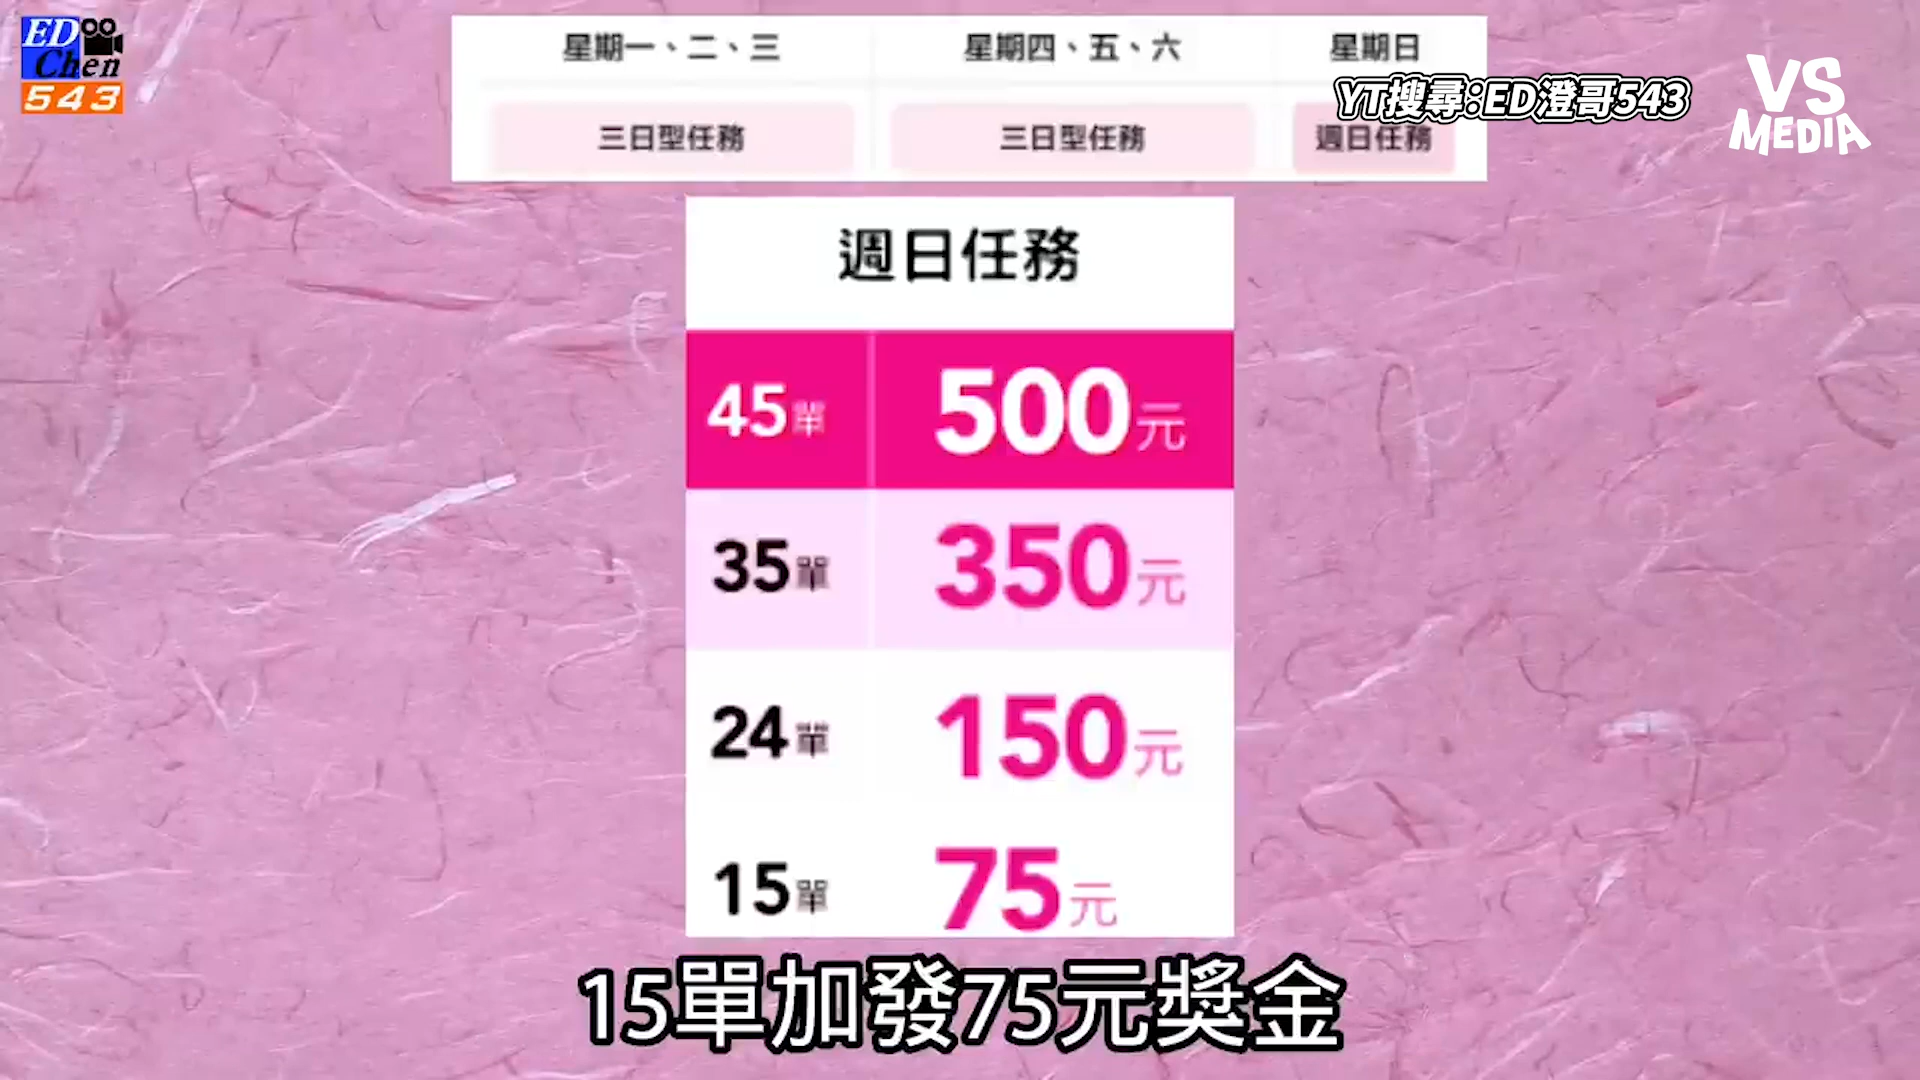 ED
Chen
543
星期一、二、三 星期四、五、六 星期日
YT搜尋:ED澄哥543
VS
MEDIA
三日型任務 三日型任務 週日任務
週日任務
45單 500元
35單 350元
24單 150元
15單 75元
15單加發75元獎金